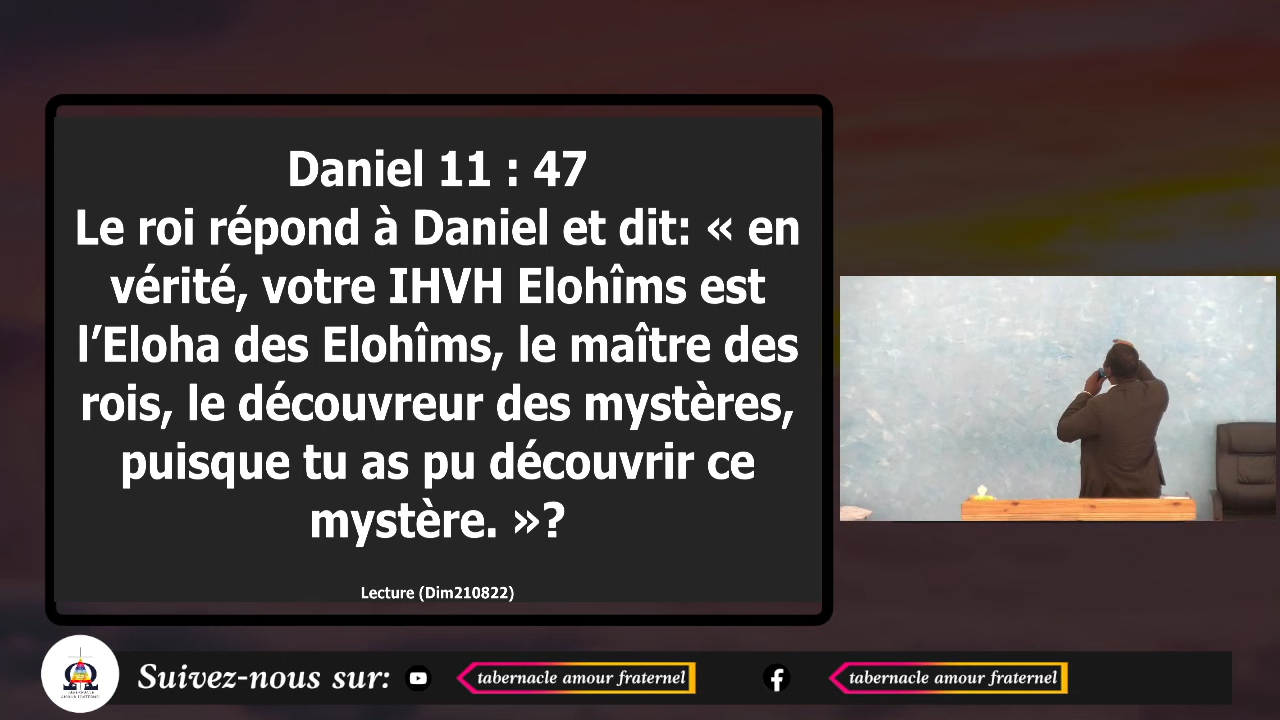 Daniel 11 : 47
Le roi répond à Daniel et dit: « en
vérité, votre IHVH Elohîms est
l’Eloha des Elohîms, le maître des
rois, le découvreur des mystères,
puisque tu as pu découvrir ce
mystère. »?
Lecture (Dim210822)
Suivez-nous sur:
tabernacle amour fraternel
tabernacle amour fraternel